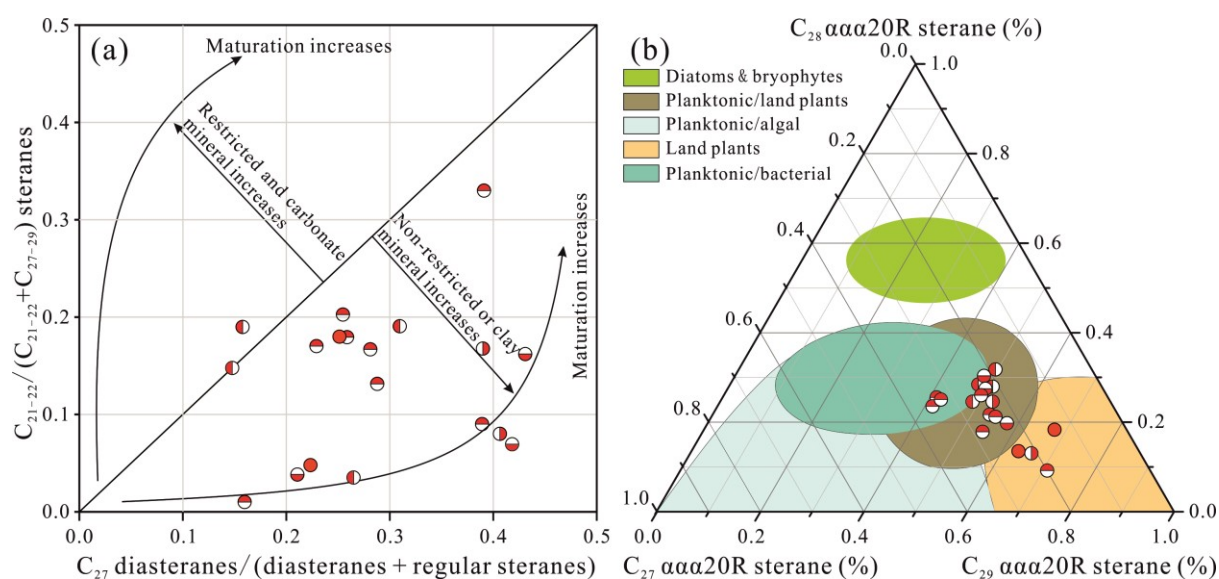 (a)
Maturation increases
Restricted and carbonate
mineral increases
Non-restricted or clay
mineral increases
Maturation increases
0.5
0.4
0.3
0.2
0.1
0.0
0.0
0.1
0.2
0.3
0.4
0.5
C₂₁₋₂₂/(C₂₁₋₂₂+C₂₇₋₂₉) steranes
C₂₇ diasteranes/(diasteranes + regular steranes)
(b)
C₂₈ ααα20R sterane (%)
Diatoms & bryophytes
Planktonic/land plants
Planktonic/algal
Land plants
Planktonic/bacterial
0.0
0.2
0.4
0.6
0.8
1.0
1.0
0.8
0.6
0.4
0.2
0.0
0.0
0.2
0.4
0.6
0.8
1.0
C₂₇ ααα20R sterane (%)
C₂₉ ααα20R sterane (%)